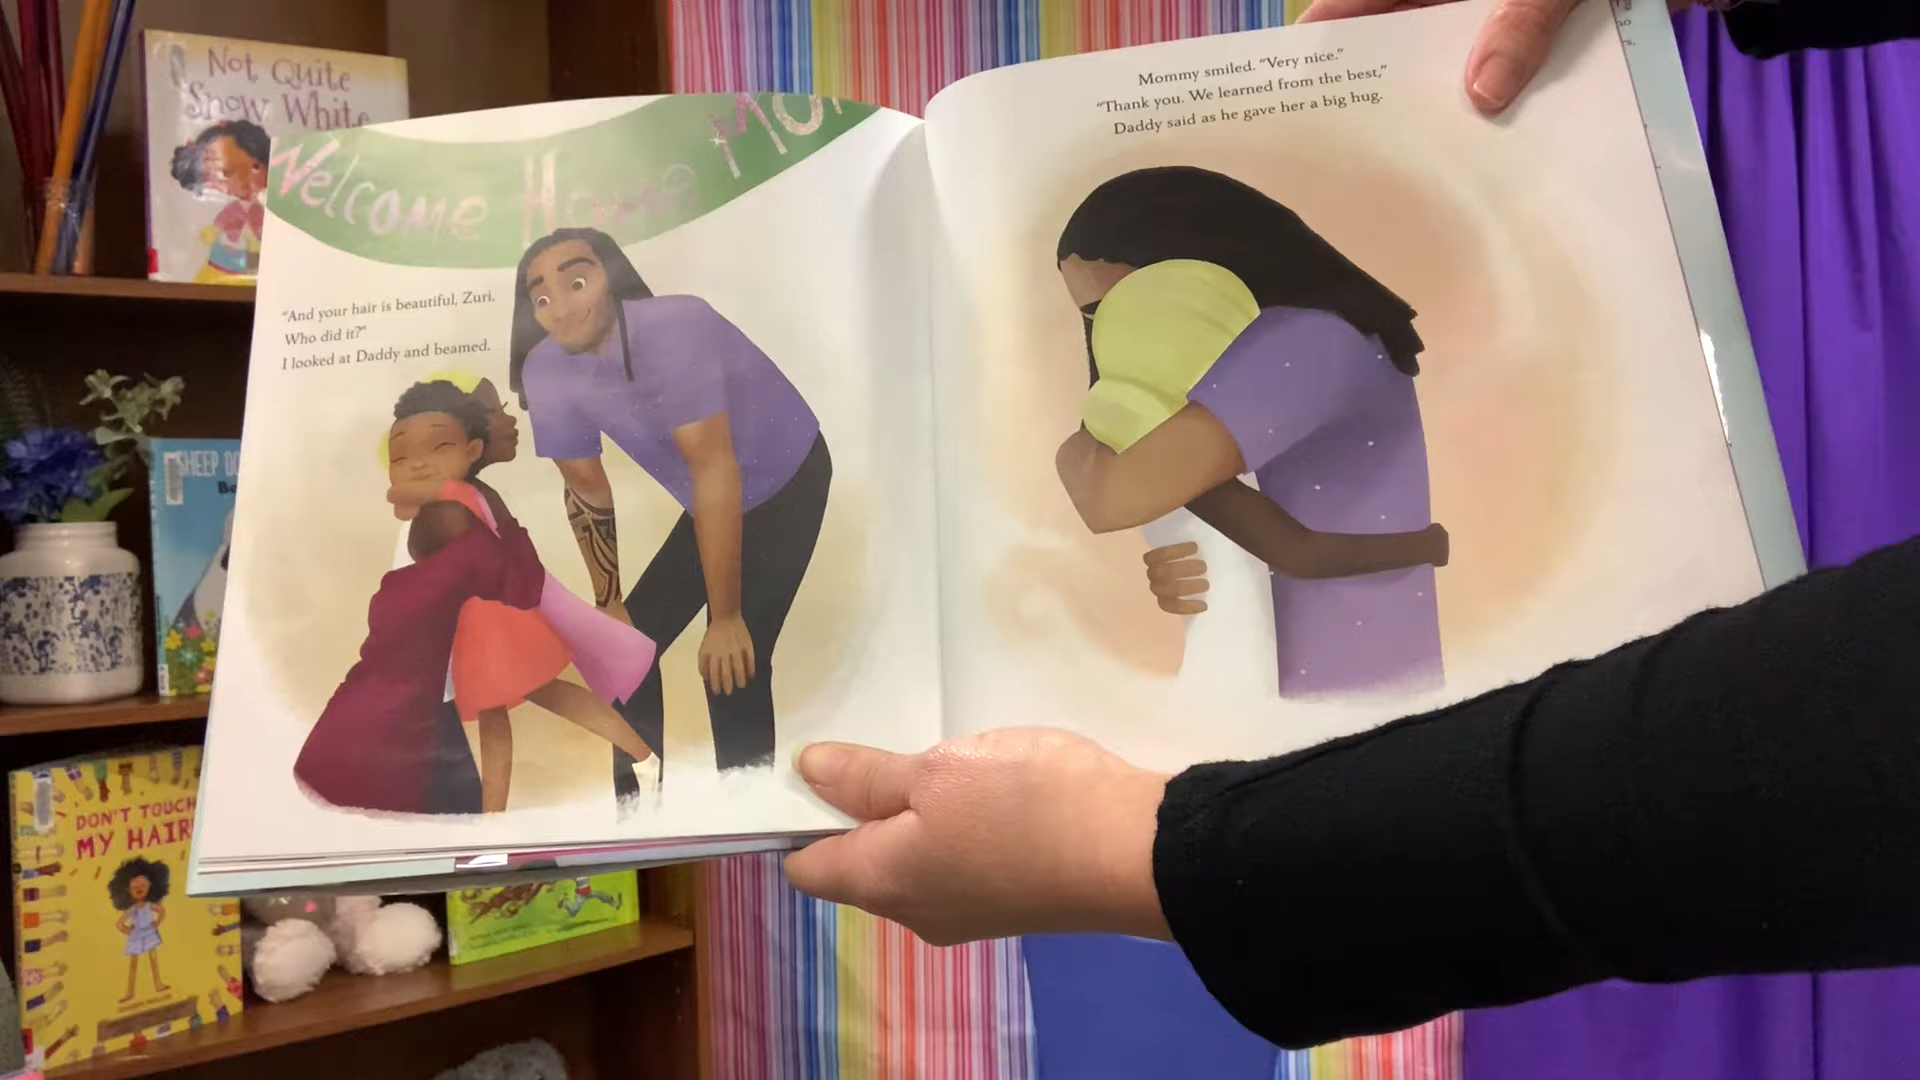 Not Quite
Snow White
Welcome Home
"And your hair is beautiful, Zuri.
Who did it?"
I looked at Daddy and beamed.
Mommy smiled. "Very nice."
"Thank you. We learned from the best,"
Daddy said as he gave her a big hug.
SHEEP
DON'T TOUCH
MY HAIR